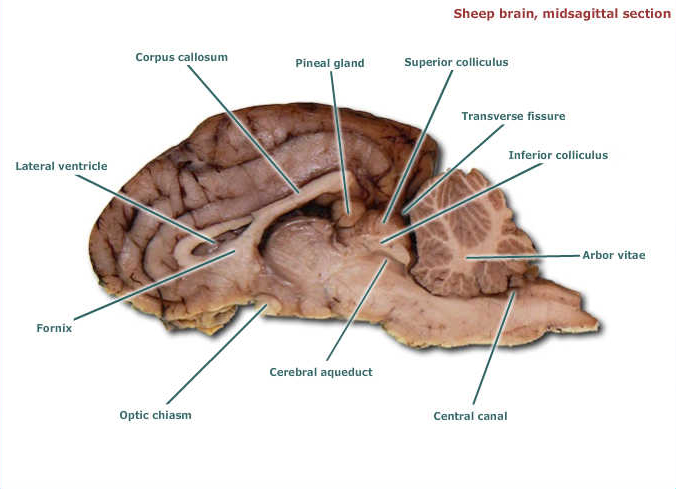 Sheep brain, midsagittal section
Corpus callosum
Pineal gland
Superior colliculus
Transverse fissure
Inferior colliculus
Lateral ventricle
Arbor vitae
Fornix
Cerebral aqueduct
Optic chiasm
Central canal